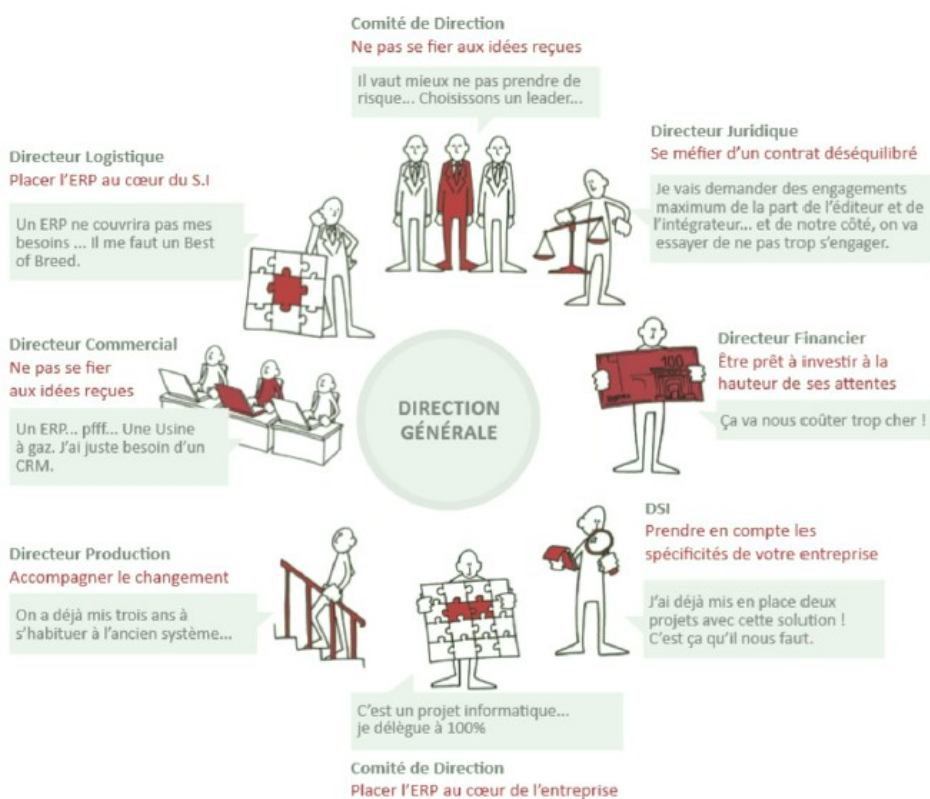 Comité de Direction
Ne pas se fier aux idées reçues
Il vaut mieux ne pas prendre de
risque... Choisissons un leader...
Directeur Juridique
Se méfier d'un contrat déséquilibré
Je vais demander des engagements
maximum de la part de l'éditeur et de
l'intégrateur... et de notre côté, on va
essayer de ne pas trop s'engager.
Directeur Logistique
Placer l'ERP au cœur du S.I
Un ERP ne couvrira pas mes
besoins ... Il me faut un Best
of Breed.
Directeur Commercial
Ne pas se fier
aux idées reçues
Un ERP... pfff... Une Usine
à gaz. J'ai juste besoin d'un
CRM.
DIRECTION
GÉNÉRALE
100
Directeur Financier
Être prêt à investir à la
hauteur de ses attentes
Ça va nous coûter trop cher !
DSI
Prendre en compte les
spécificités de votre entreprise
J'ai déjà mis en place deux
projets avec cette solution !
C'est ça qu'il nous faut.
Directeur Production
Accompagner le changement
On a déjà mis trois ans à
s'habituer à l'ancien système...
C'est un projet informatique...
je délègue à 100%
Comité de Direction
Placer l'ERP au cœur de l'entreprise